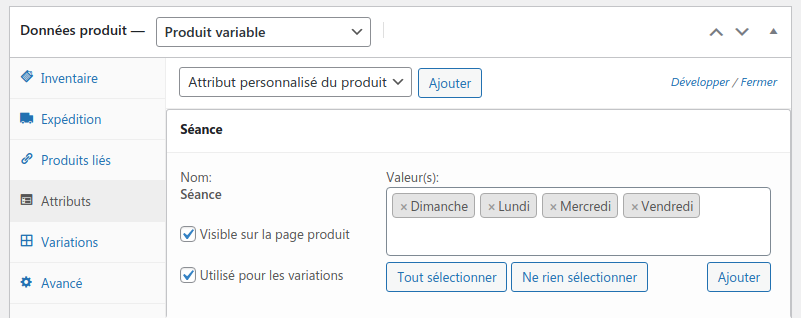 Données produit — Produit variable
Inventaire
Expédition
Produits liés
Attributs
Variations
Avancé
Attribut personnalisé du produit Ajouter Développer / Fermer
Séance
Nom:
Séance
Visible sur la page produit
Utilisé pour les variations
Valeur(s):
× Dimanche × Lundi × Mercredi × Vendredi
Tout sélectionner Ne rien sélectionner Ajouter